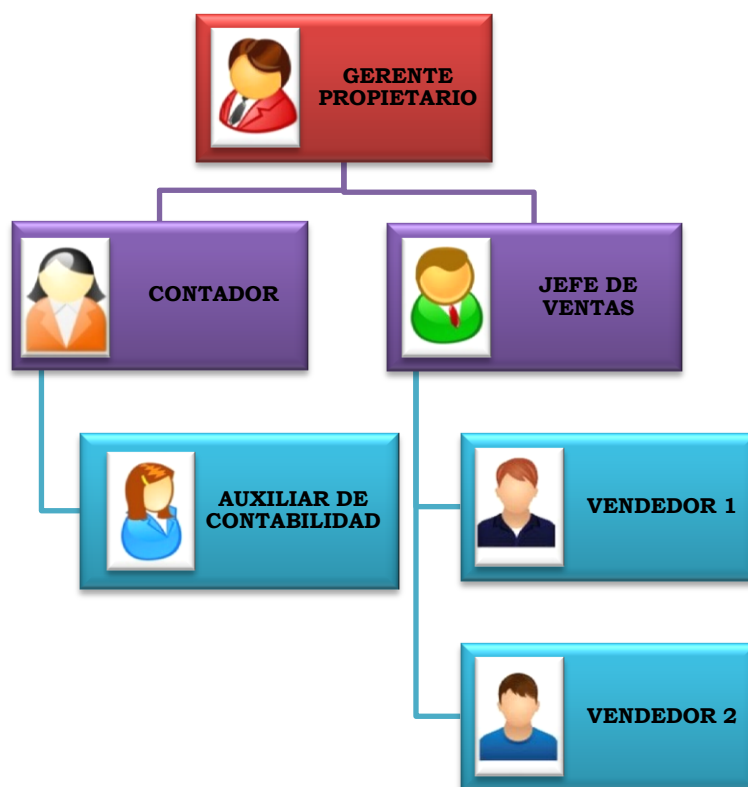 GERENTE
PROPIETARIO
CONTADOR
JEFE DE
VENTAS
AUXILIAR DE
CONTABILIDAD
VENDEDOR 1
VENDEDOR 2